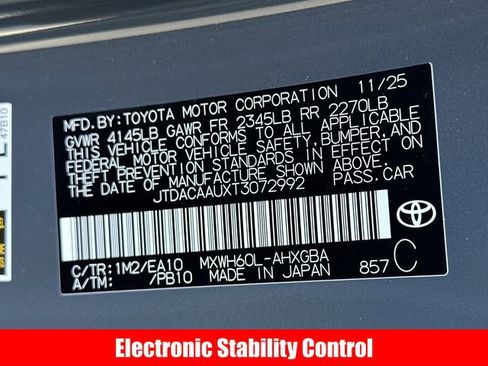 47B10
MFD.BY:TOYOTA MOTOR CORPORATION 11/25
GVWR 4145LB GAWR FR 2345LB RR 2270LB
THIS VEHICLE CONFORMS TO ALL APPLICABLE
FEDERAL MOTOR VEHICLE SAFETY,BUMPER,AND
THEFT PREVENTION STANDARDS IN EFFECT ON THE
DATE OF MANUFACTURE SHOWN ABOVE.
JTDACAAUXT3072992 PASS.CAR
C/TR:1M2/EA10 MXWH60L-AHXGBA
A/TM: /PB10 MADE IN JAPAN 857 C
TOYOTA
Electronic Stability Control